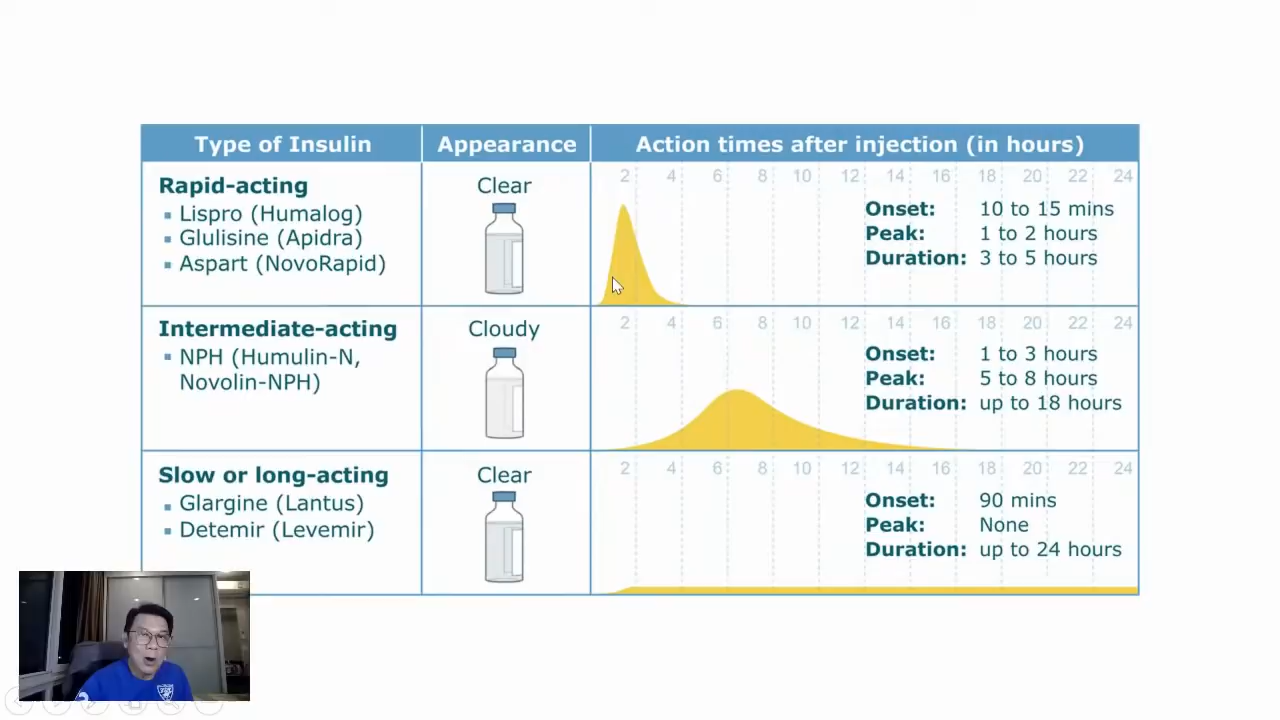 Type of Insulin
Appearance
Action times after injection (in hours)
Rapid-acting
▪ Lispro (Humalog)
▪ Glulisine (Apidra)
▪ Aspart (NovoRapid)
Clear
2 4 6 8 10 12 14 16 18 20 22 24
Onset: 10 to 15 mins
Peak: 1 to 2 hours
Duration: 3 to 5 hours
Intermediate-acting
▪ NPH (Humulin-N,
Novolin-NPH)
Cloudy
2 4 6 8 10 12 14 16 18 20 22 24
Onset: 1 to 3 hours
Peak: 5 to 8 hours
Duration: up to 18 hours
Slow or long-acting
▪ Glargine (Lantus)
▪ Detemir (Levemir)
Clear
2 4 6 8 10 12 14 16 18 20 22 24
Onset: 90 mins
Peak: None
Duration: up to 24 hours